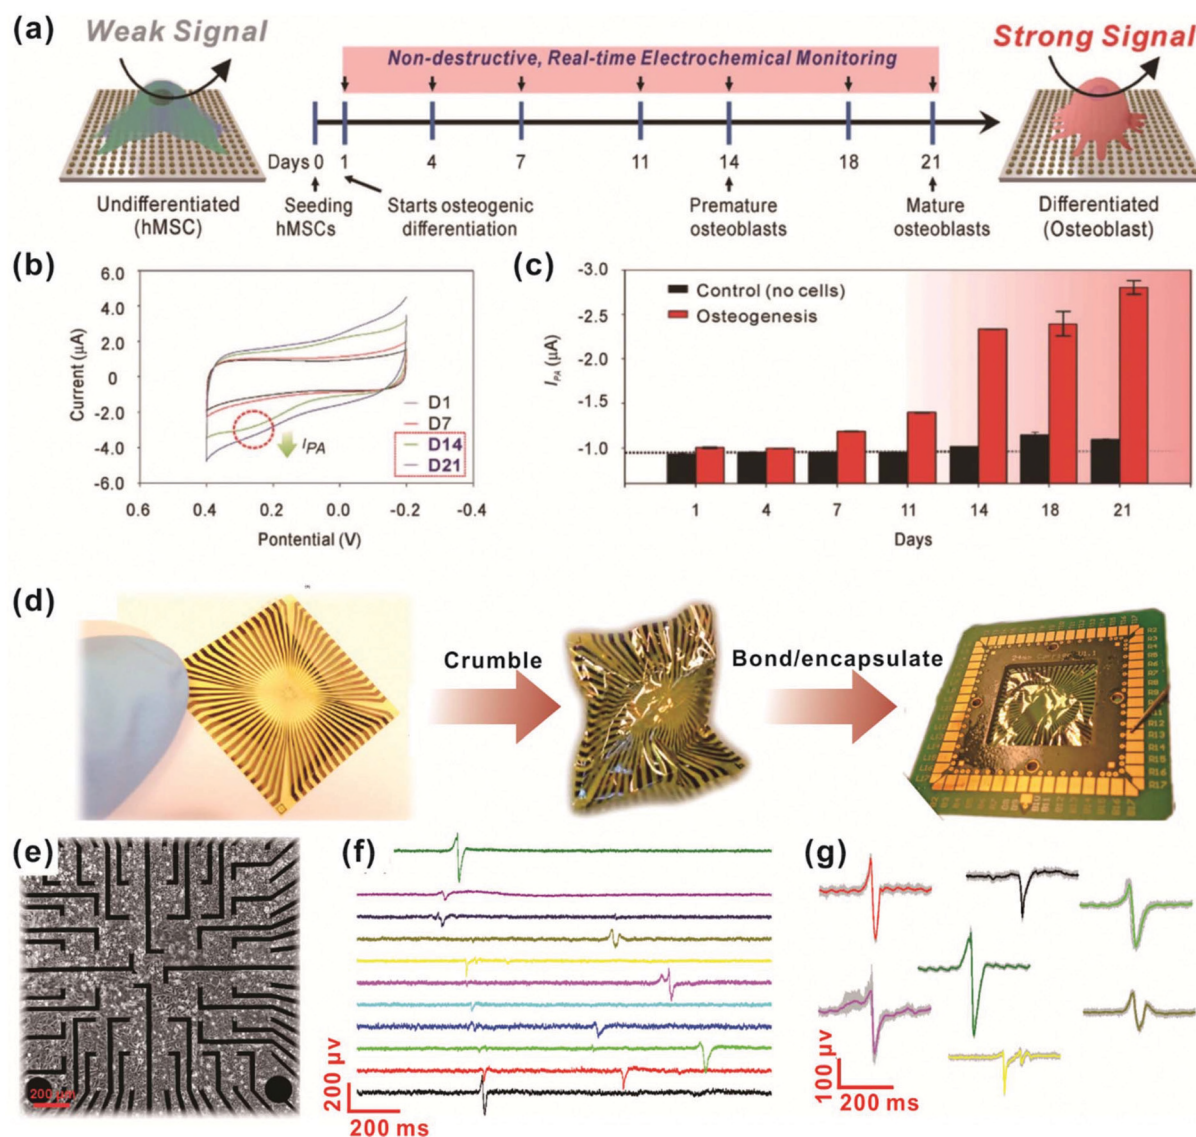 (a)
Weak Signal
Strong Signal
Non-destructive, Real-time Electrochemical Monitoring
Days 0 1 4 7 11 14 18 21
Undifferentiated
(hMSC)
Seeding
hMSCs
Starts osteogenic
differentiation
Premature
osteoblasts
Mature
osteoblasts
Differentiated
(Osteoblast)
(b)
6.0
4.0
2.0
0
-2.0
-4.0
-6.0
Current (µA)
0.6 0.4 0.2 0.0 -0.2 -0.4
Pontential (V)
D1
D7
D14
D21
IPA
(c)
-3.0
-2.5
-2.0
-1.5
-1.0
IPA (µA)
Control (no cells)
Osteogenesis
1 4 7 11 14 18 21
Days
(d)
Crumble
Bond/encapsulate
(e)
200 µm
(f)
200 µv
200 ms
(g)
100 µv
200 ms